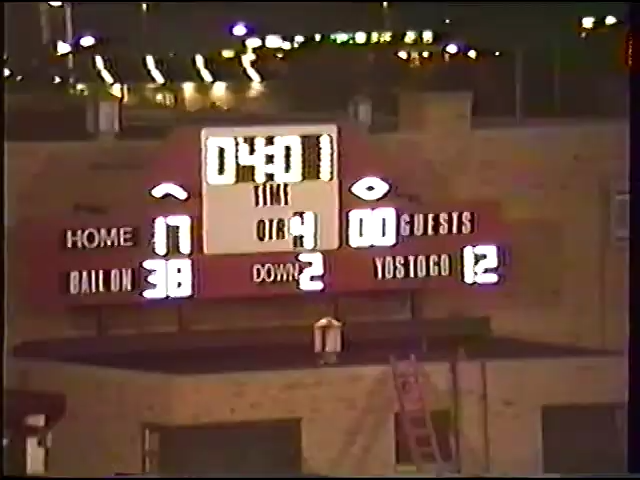 04:01
TIME
HOME 17 QTR 4 00 GUESTS
BALL ON 38 DOWN 2 YDS TO GO 12